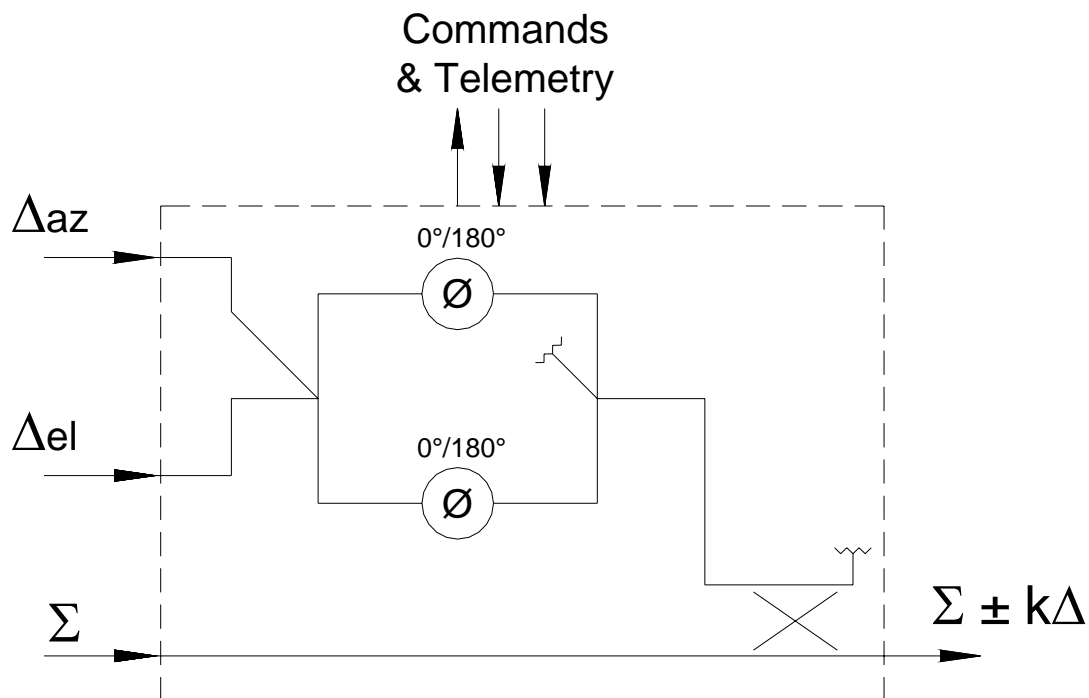 Commands
& Telemetry
Δaz
0°/180°
Ø
Δel
0°/180°
Ø
Σ
Σ ± kΔ